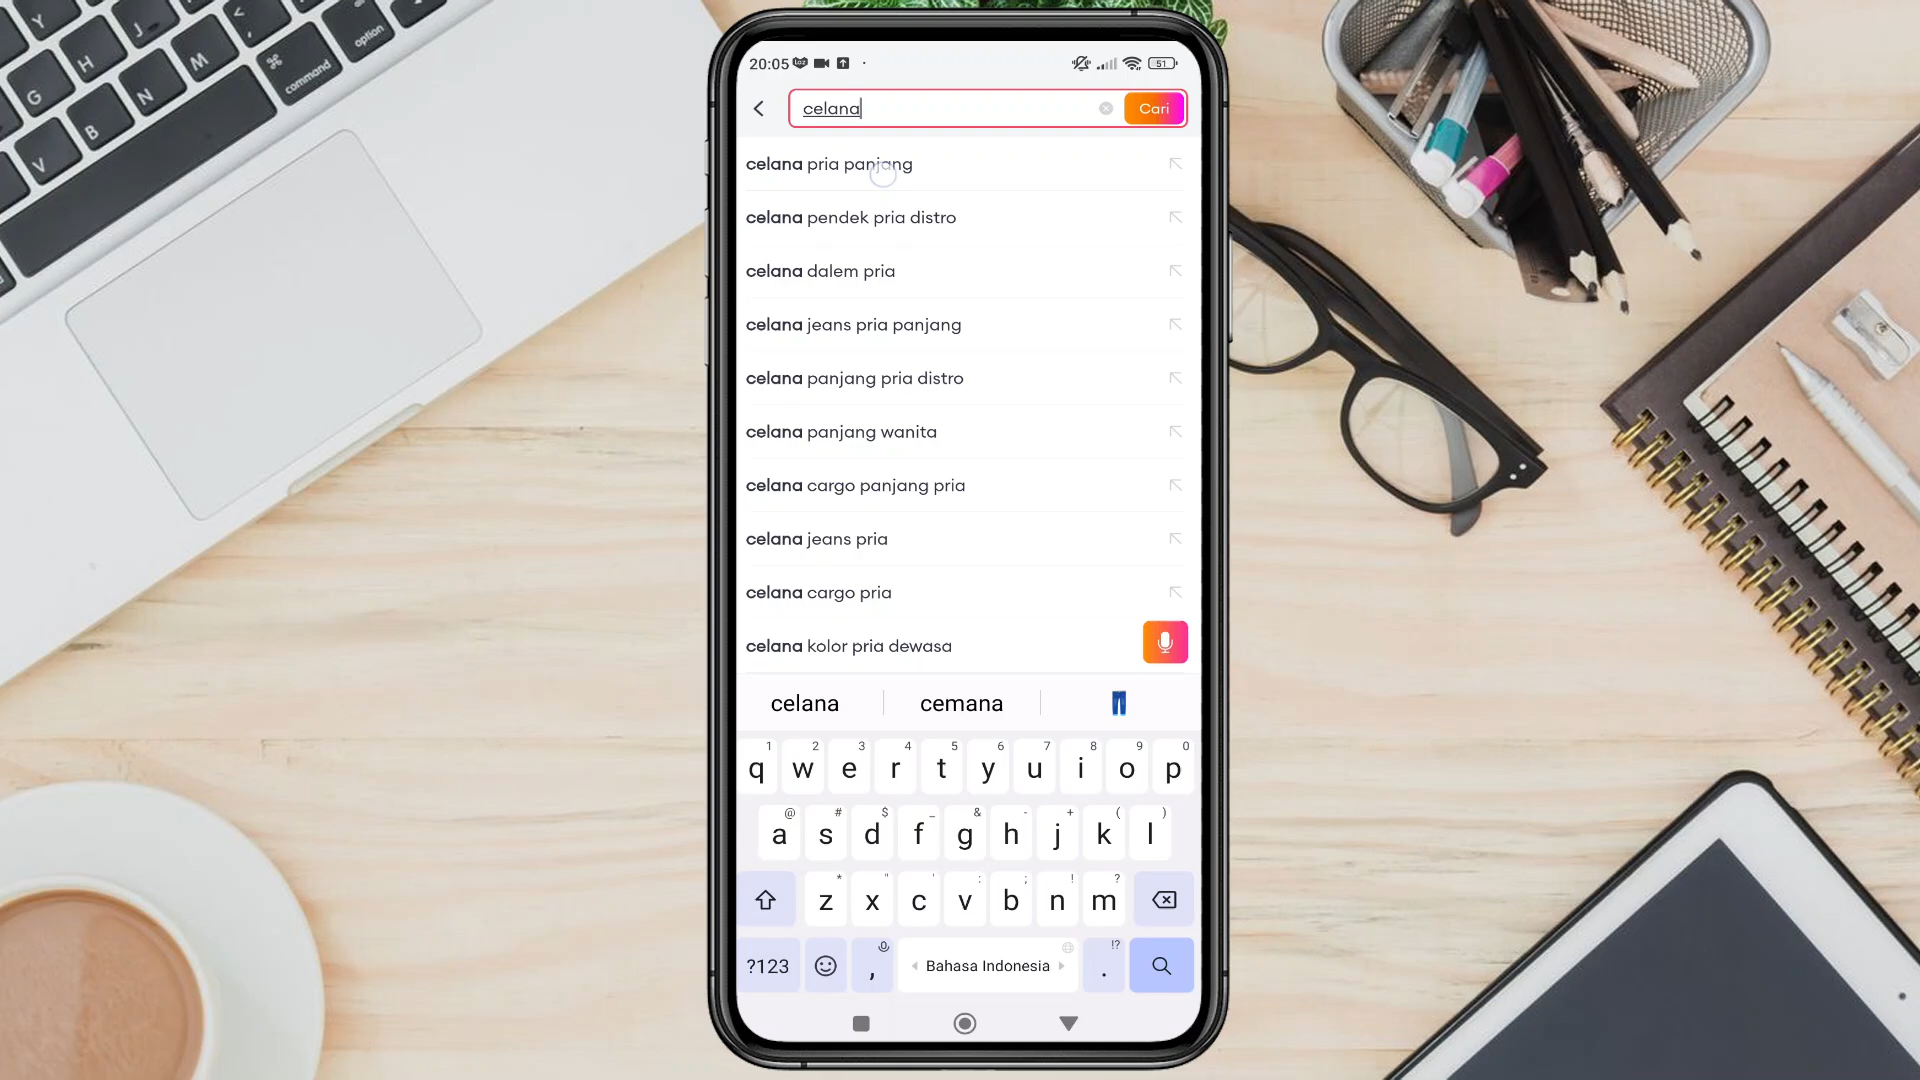 Y
J
<
H
M
⌘
option
command
G
N
B
V
20:05
51
celana
Cari
celana pria panjang
celana pendek pria distro
celana dalem pria
celana jeans pria panjang
celana panjang pria distro
celana panjang wanita
celana cargo panjang pria
celana jeans pria
celana cargo pria
celana kolor pria dewasa
celana cemana
1 2 3 4 5 6 7 8 9 0
q w e r t y u i o p
@ # $ _ & - + ( )
a s d f g h j k l
* " ' : ; ! ?
z x c v b n m
!?
?123 , Bahasa Indonesia .